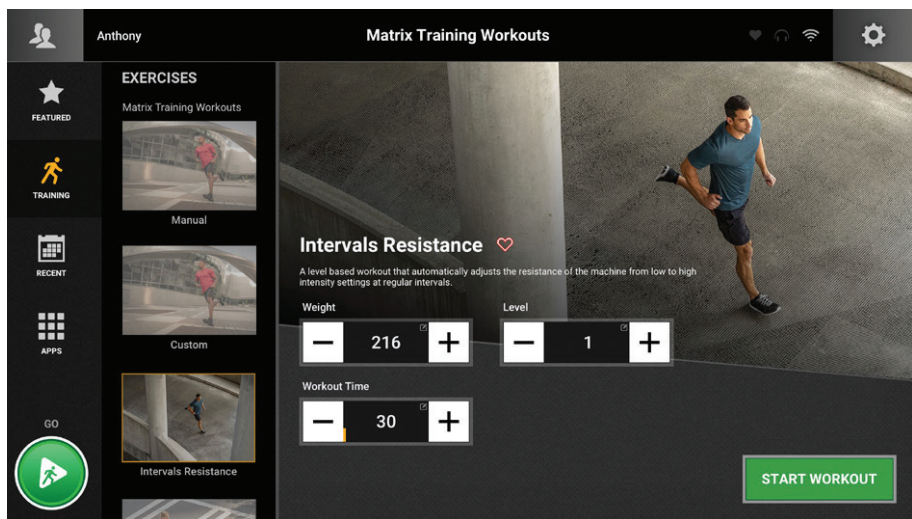 Anthony
Matrix Training Workouts
FEATURED
TRAINING
RECENT
APPS
GO
EXERCISES
Matrix Training Workouts
Manual
Custom
Intervals Resistance
Intervals Resistance
A level based workout that automatically adjusts the resistance of the machine from low to high
intensity settings at regular intervals.
Weight
Level
− 216 +
− 1 +
Workout Time
− 30 +
START WORKOUT